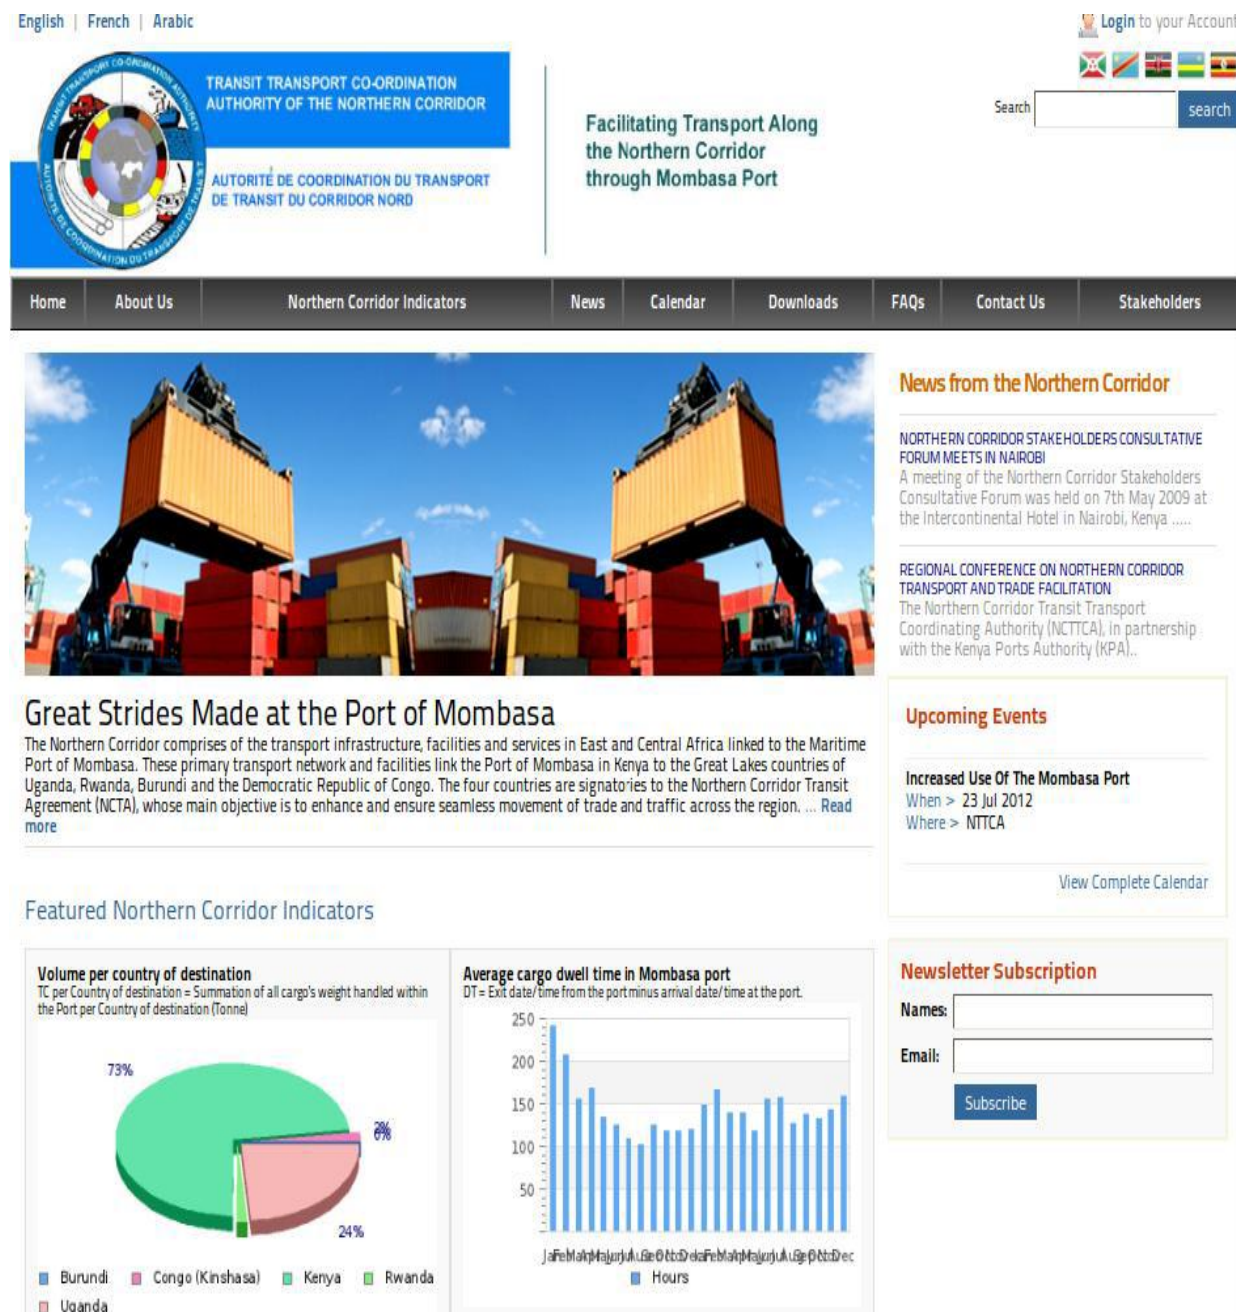 English | French | Arabic
Login to your Account
TRANSIT TRANSPORT CO-ORDINATION
AUTHORITY OF THE NORTHERN CORRIDOR
AUTORITÉ DE COORDINATION DU TRANSPORT
DE TRANSIT DU CORRIDOR NORD
TRANSIT TRANSPORT CO-ORDINATION AUTHORITY
AUTORITE DE COORDINATION DU TRANSPORT DE TRANSIT
Facilitating Transport Along
the Northern Corridor
through Mombasa Port
Search
search
Home About Us Northern Corridor Indicators News Calendar Downloads FAQs Contact Us Stakeholders
News from the Northern Corridor
NORTHERN CORRIDOR STAKEHOLDERS CONSULTATIVE
FORUM MEETS IN NAIROBI
A meeting of the Northern Corridor Stakeholders
Consultative Forum was held on 7th May 2009 at
the Intercontinental Hotel in Nairobi, Kenya .....
REGIONAL CONFERENCE ON NORTHERN CORRIDOR
TRANSPORT AND TRADE FACILITATION
The Northern Corridor Transit Transport
Coordinating Authority (NCTTCA), in partnership
with the Kenya Ports Authority (KPA)..
Great Strides Made at the Port of Mombasa
The Northern Corridor comprises of the transport infrastructure, facilities and services in East and Central Africa linked to the Maritime
Port of Mombasa. These primary transport network and facilities link the Port of Mombasa in Kenya to the Great Lakes countries of
Uganda, Rwanda, Burundi and the Democratic Republic of Congo. The four countries are signatories to the Northern Corridor Transit
Agreement (NCTA), whose main objective is to enhance and ensure seamless movement of trade and traffic across the region. ... Read
more
Upcoming Events
Increased Use Of The Mombasa Port
When > 23 Jul 2012
Where > NTTCA
View Complete Calendar
Featured Northern Corridor Indicators
Volume per country of destination
TC per Country of destination = Summation of all cargo's weight handled within
the Port per Country of destination (Tonne)
73%
24%
Burundi Congo (Kinshasa) Kenya Rwanda
Uganda
Average cargo dwell time in Mombasa port
DT = Exit date/time from the port minus arrival date/time at the port.
250
200
150
100
50
Hours
Newsletter Subscription
Names:
Email:
Subscribe